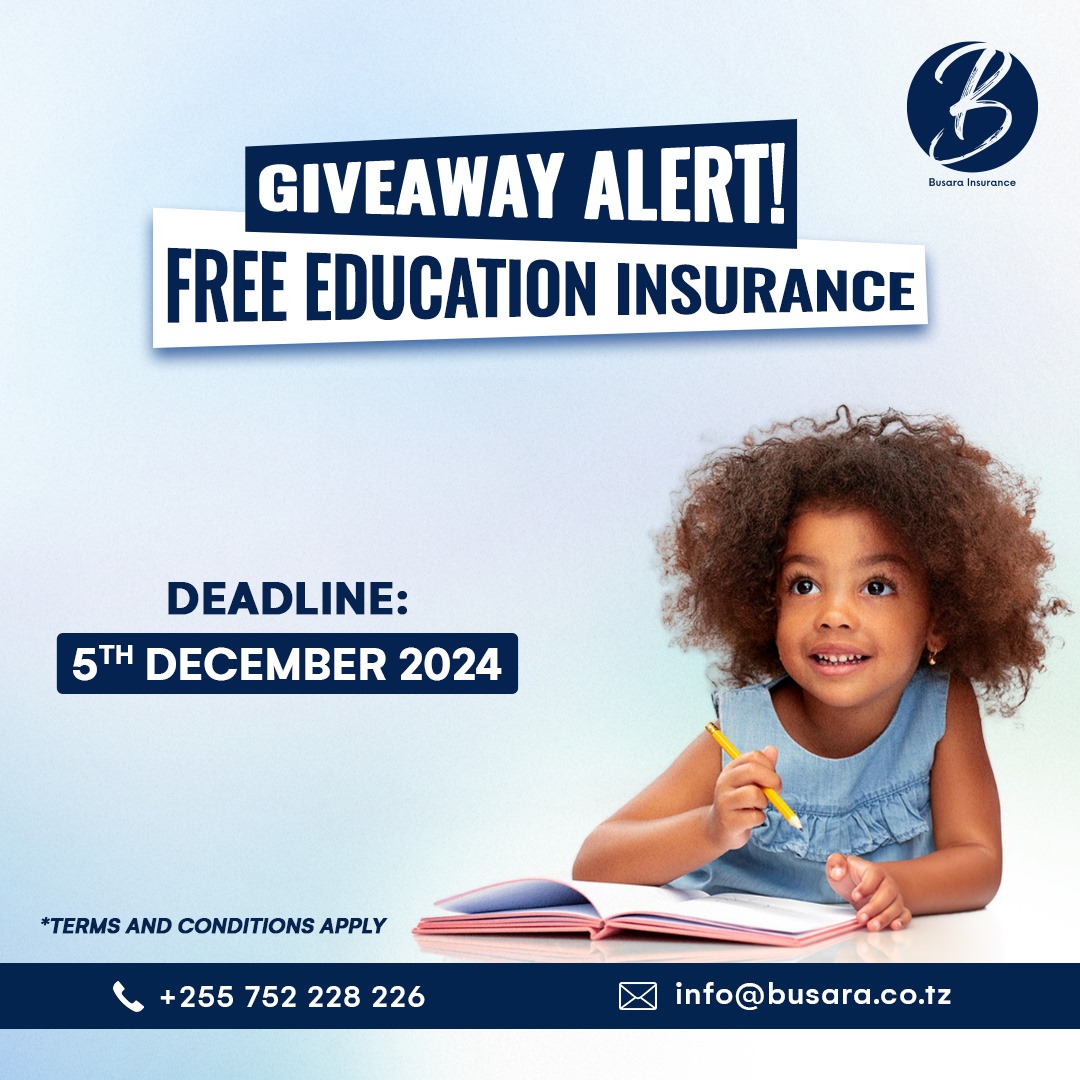 B
Busara Insurance
GIVEAWAY ALERT!
FREE EDUCATION INSURANCE
DEADLINE:
5TH DECEMBER 2024
*TERMS AND CONDITIONS APPLY
+255 752 228 226
info@busara.co.tz